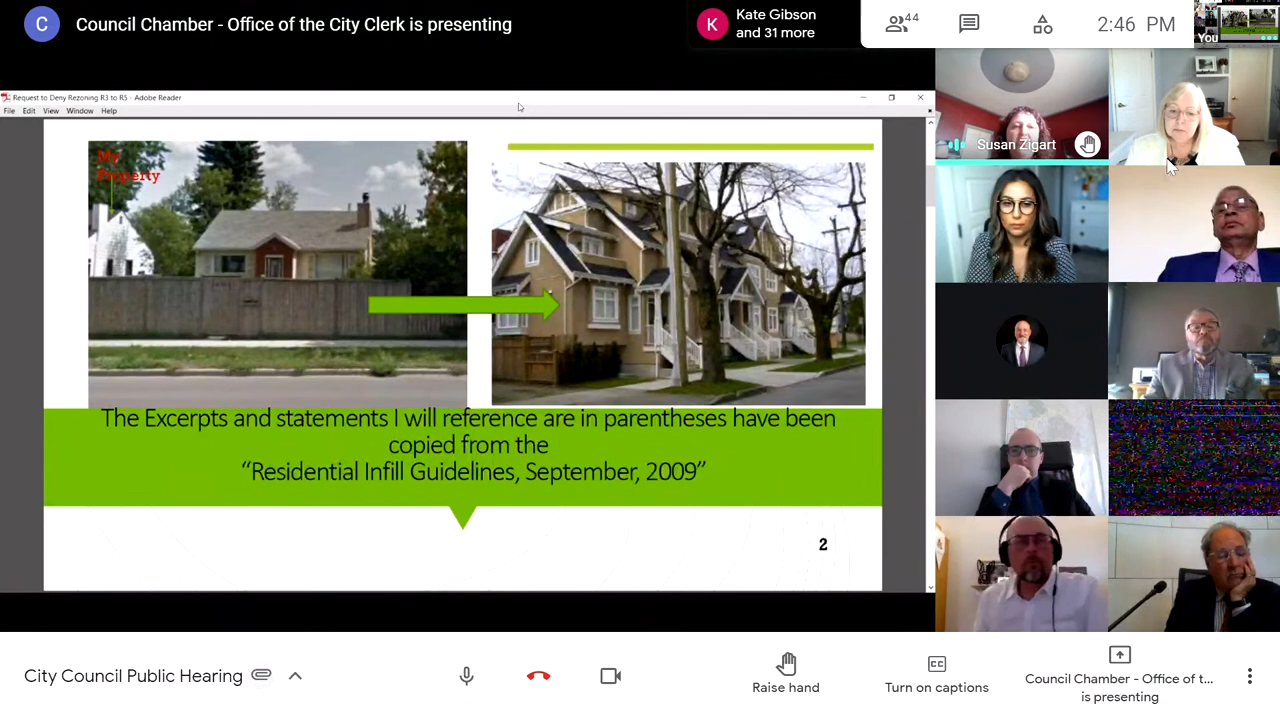 C Council Chamber - Office of the City Clerk is presenting
K Kate Gibson
and 31 more
44
2:46 PM
You
Request to Deny Rezoning R3 to R5 - Adobe Reader
File Edit View Window Help
My
Property
Susan Zigart
The Excerpts and statements I will reference are in parentheses have been
copied from the
“Residential Infill Guidelines, September, 2009”
2
City Council Public Hearing
Raise hand
CC
Turn on captions
Council Chamber - Office of t...
is presenting